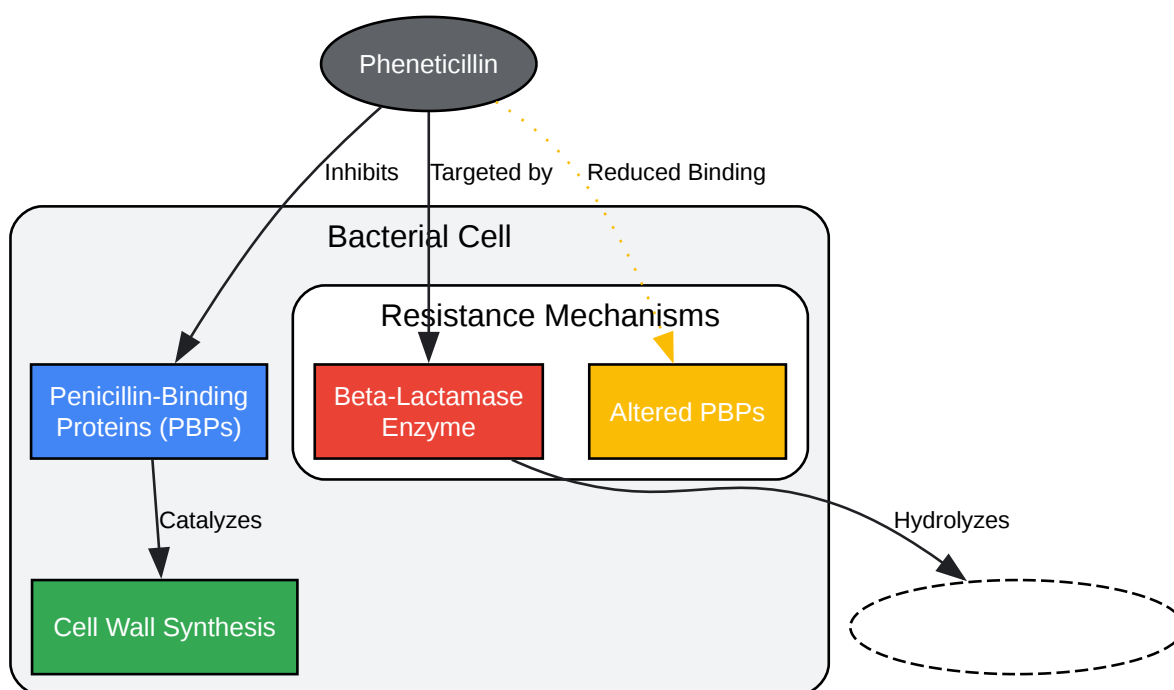 Pheneticillin
Inhibits
Targeted by
Reduced Binding
Bacterial Cell
Resistance Mechanisms
Penicillin-Binding
Proteins (PBPs)
Beta-Lactamase
Enzyme
Altered PBPs
Catalyzes
Hydrolyzes
Cell Wall Synthesis